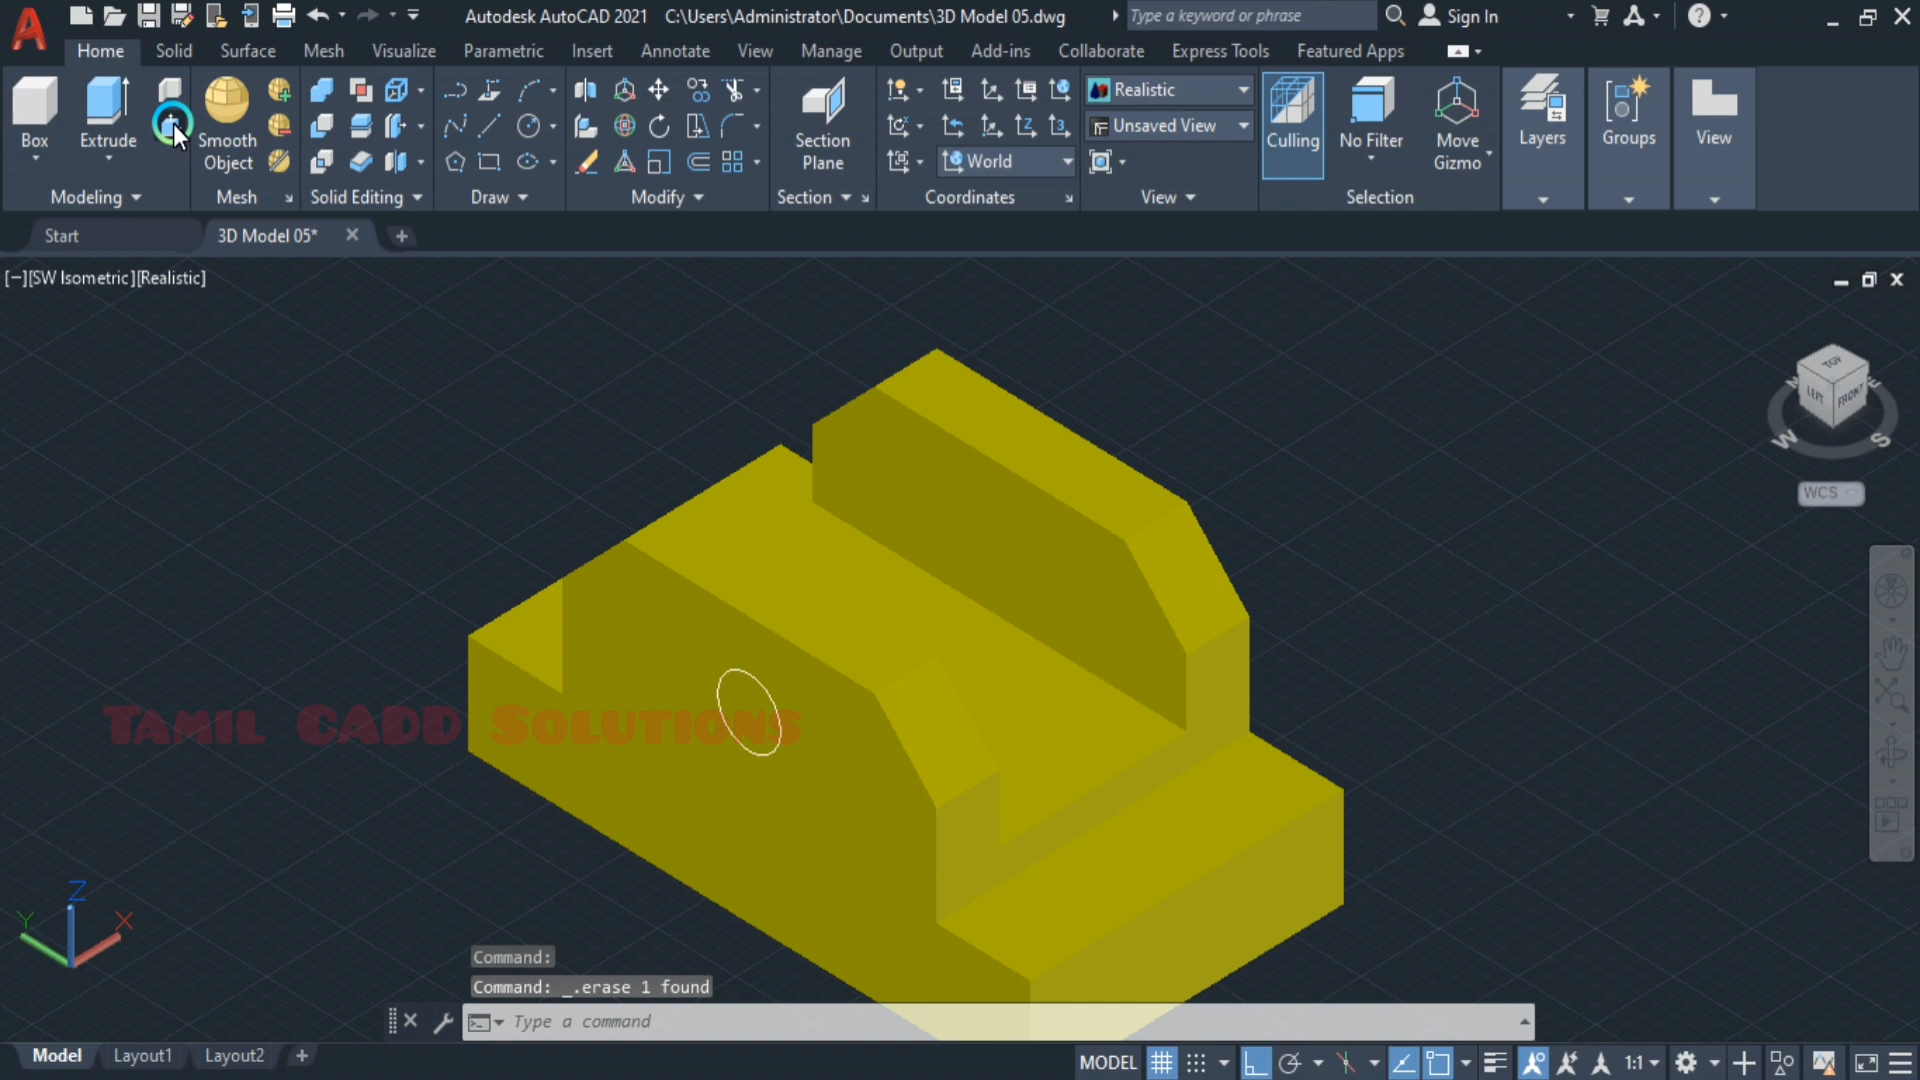 Autodesk AutoCAD 2021 C:\Users\Administrator\Documents\3D Model 05.dwg
Type a keyword or phrase
Sign In
Home Solid Surface Mesh Visualize Parametric Insert Annotate View Manage Output Add-ins Collaborate Express Tools Featured Apps
Box
Extrude
Smooth Object
Section Plane
World
Realistic
Unsaved View
Culling
No Filter
Move Gizmo
Layers
Groups
View
Modeling Mesh Solid Editing Draw Modify Section Coordinates View Selection
Start
3D Model 05*
[−][SW Isometric][Realistic]
TOP
LEFT
FRONT
N
E
W
S
WCS
Tamil CADD Solutions
Z
Y
X
Command:
Command: _.erase 1 found
Type a command
Model Layout1 Layout2
MODEL
1:1